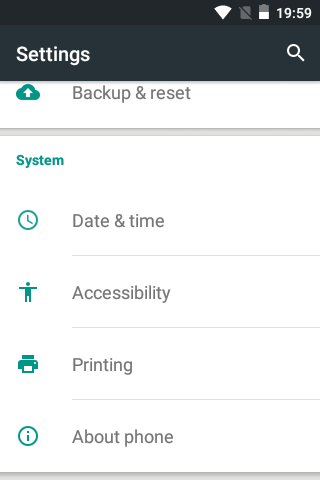 19:59
Settings
Backup & reset
System
Date & time
Accessibility
Printing
About phone